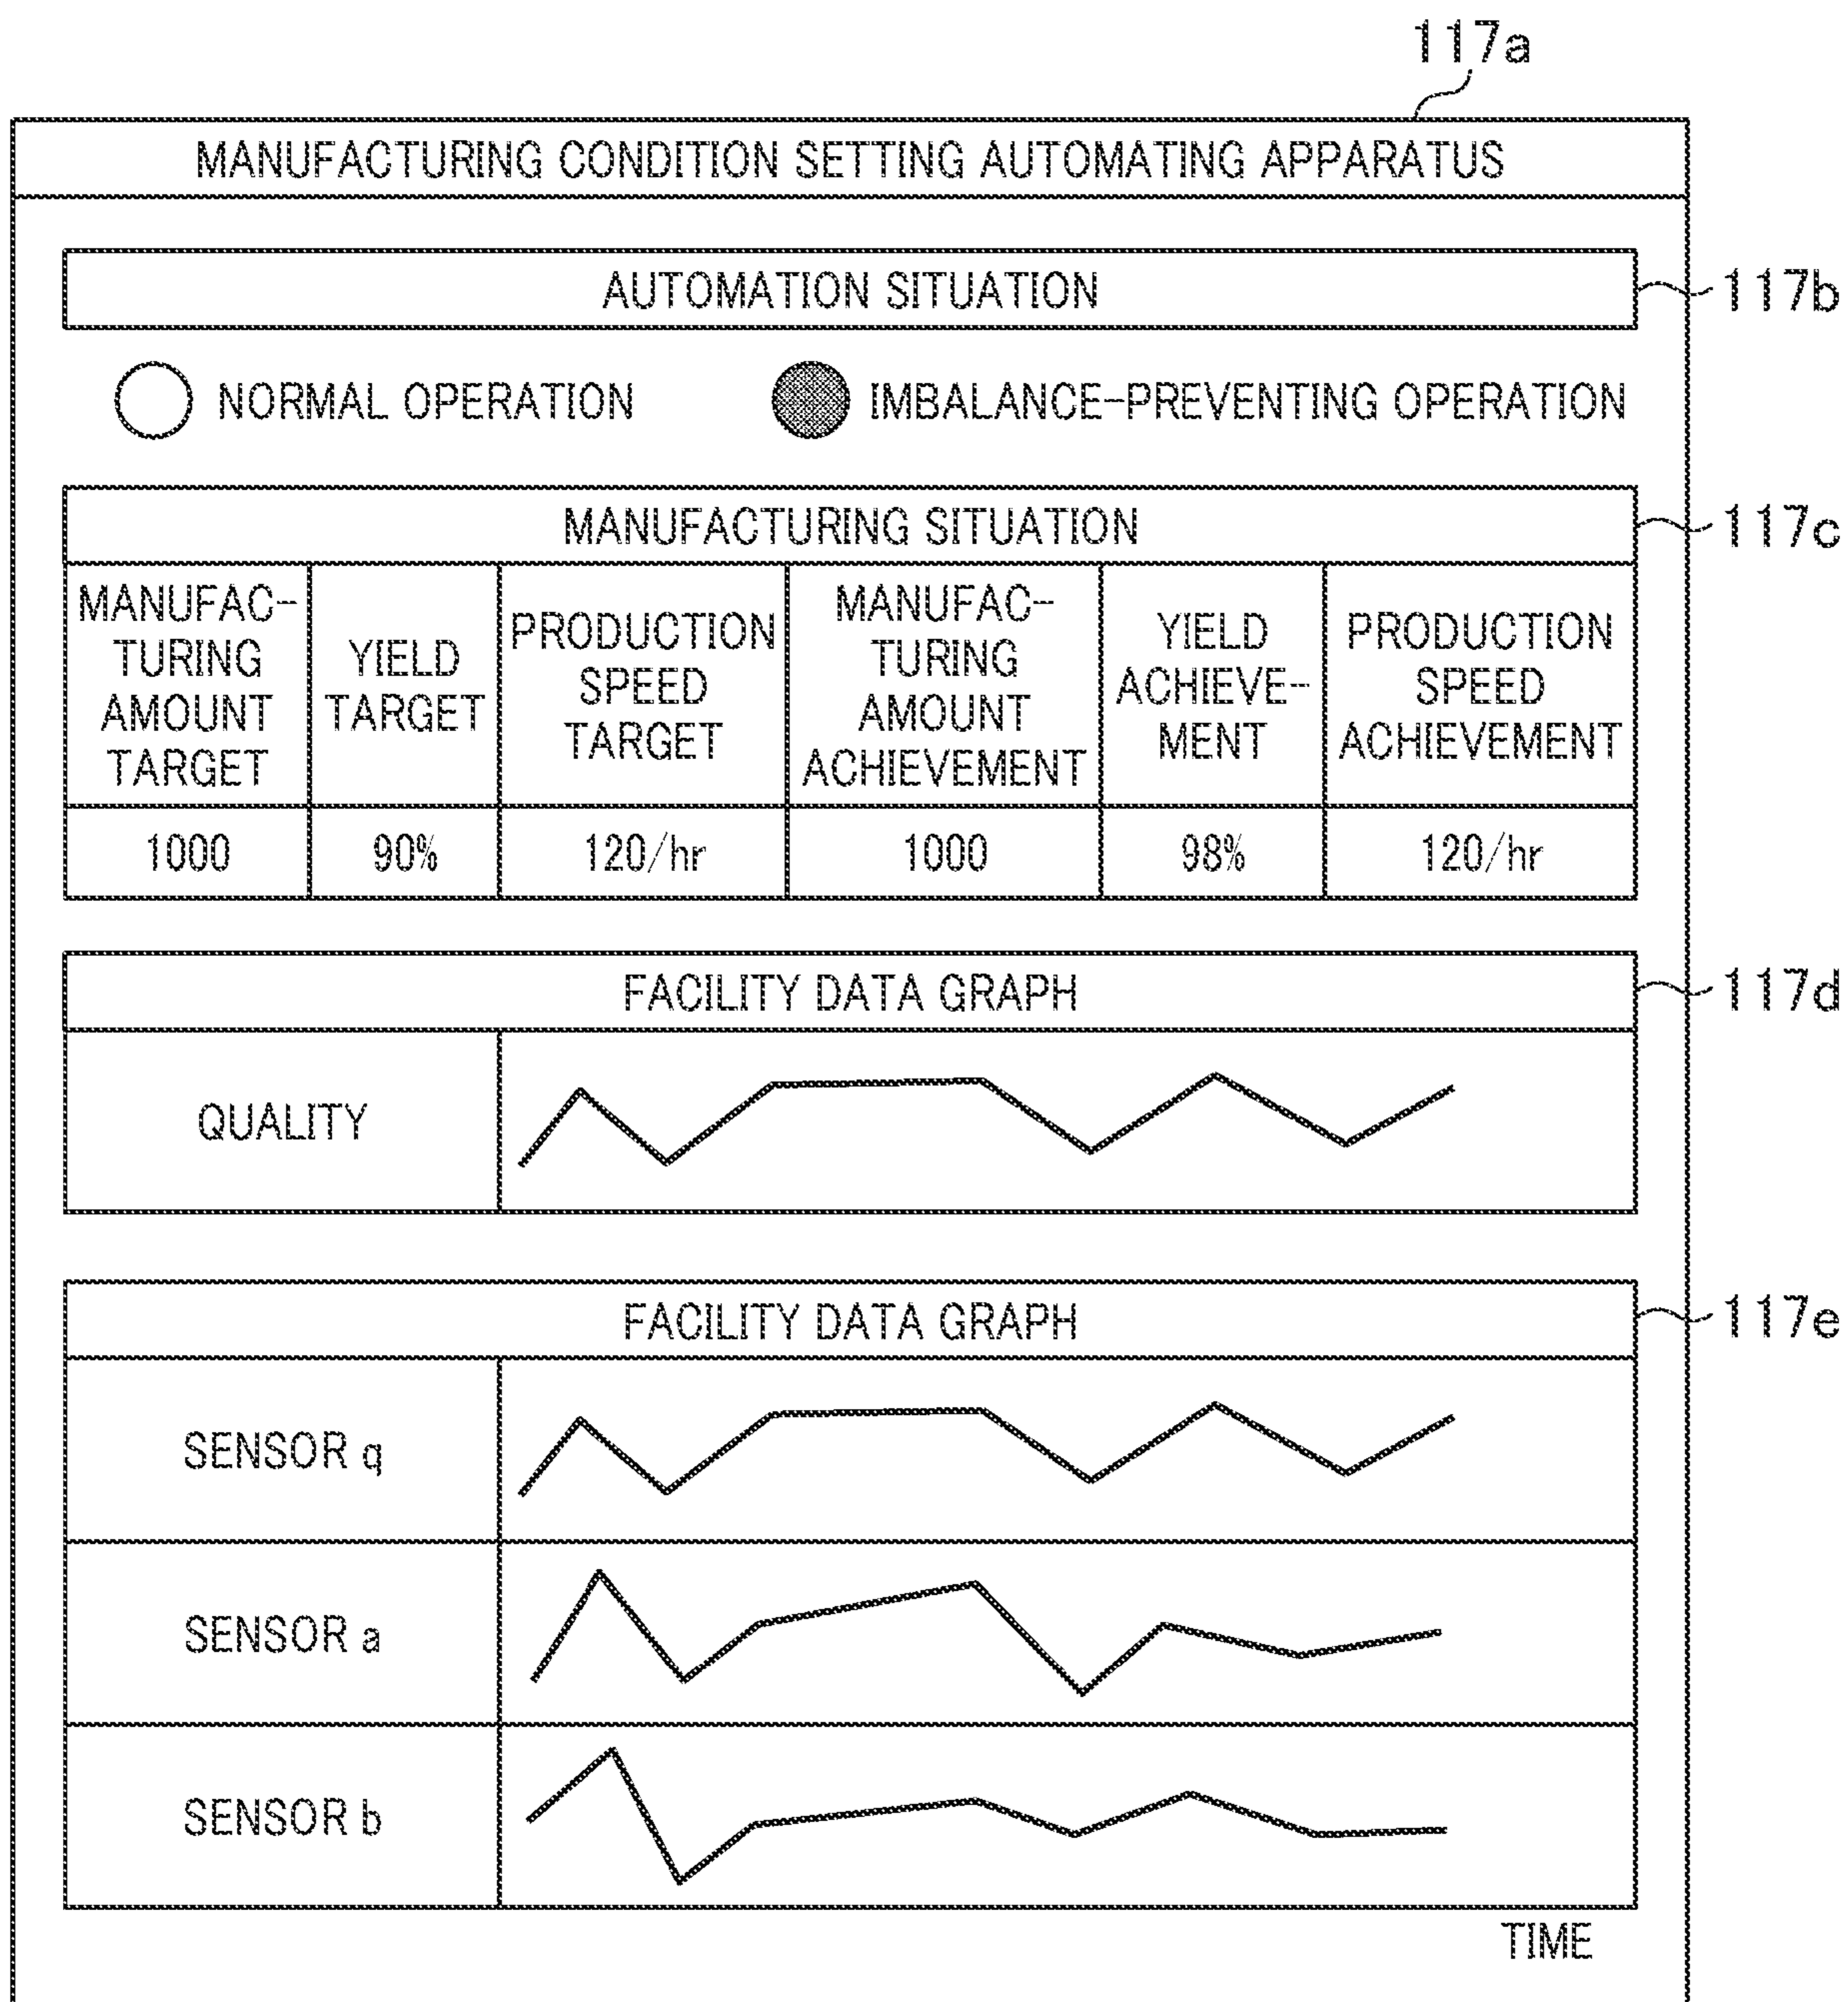 117a
MANUFACTURING CONDITION SETTING AUTOMATING APPARATUS
AUTOMATION SITUATION
117b
NORMAL OPERATION
IMBALANCE-PREVENTING OPERATION
MANUFACTURING SITUATION
117c
MANUFAC-
TURING
AMOUNT
TARGET
YIELD
TARGET
PRODUCTION
SPEED
TARGET
MANUFAC-
TURING
AMOUNT
ACHIEVEMENT
YIELD
ACHIEVE-
MENT
PRODUCTION
SPEED
ACHIEVEMENT
1000
90%
120/hr
1000
98%
120/hr
FACILITY DATA GRAPH
117d
QUALITY
FACILITY DATA GRAPH
117e
SENSOR q
SENSOR a
SENSOR b
TIME